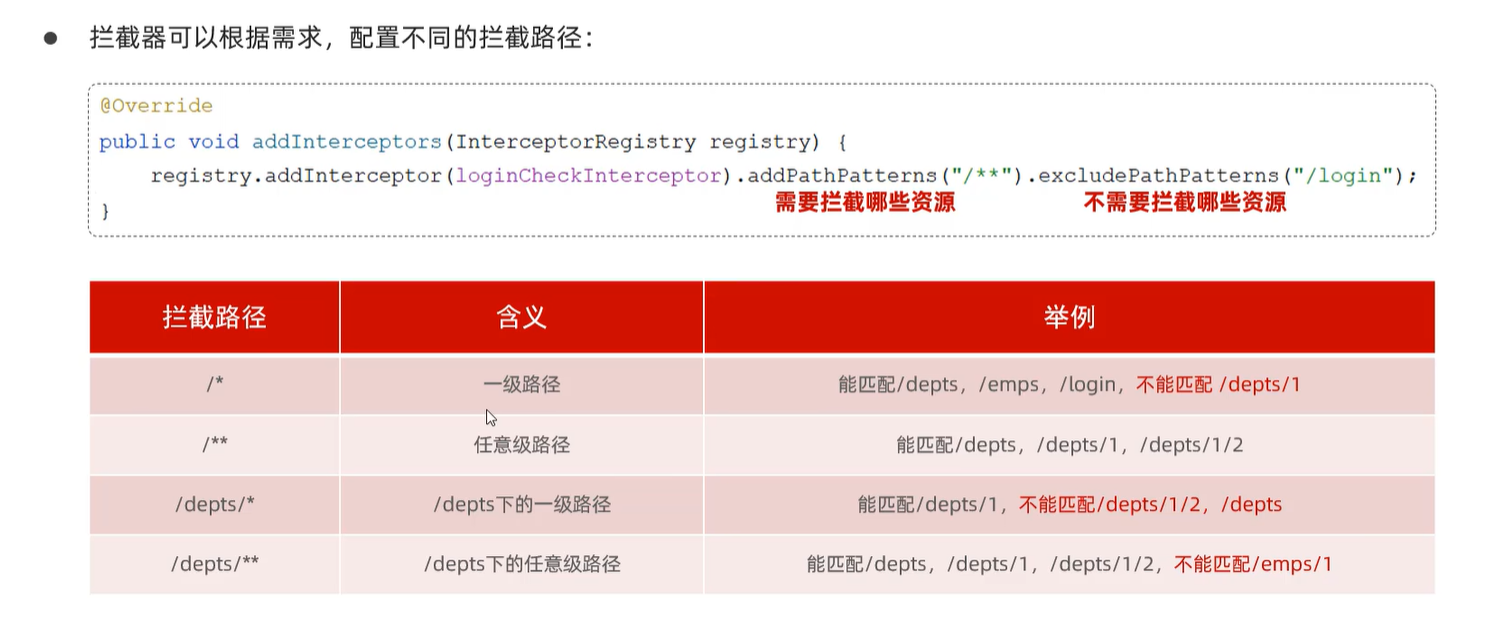 ● 拦截器可以根据需求，配置不同的拦截路径：
@Override
public void addInterceptors(InterceptorRegistry registry) {
registry.addInterceptor(loginCheckInterceptor).addPathPatterns("/**").excludePathPatterns("/login");
需要拦截哪些资源 不需要拦截哪些资源
}
拦截路径 含义 举例
/* 一级路径 能匹配/depts，/emps，/login，不能匹配 /depts/1
/** 任意级路径 能匹配/depts，/depts/1，/depts/1/2
/depts/* /depts下的一级路径 能匹配/depts/1，不能匹配/depts/1/2，/depts
/depts/** /depts下的任意级路径 能匹配/depts，/depts/1，/depts/1/2，不能匹配/emps/1